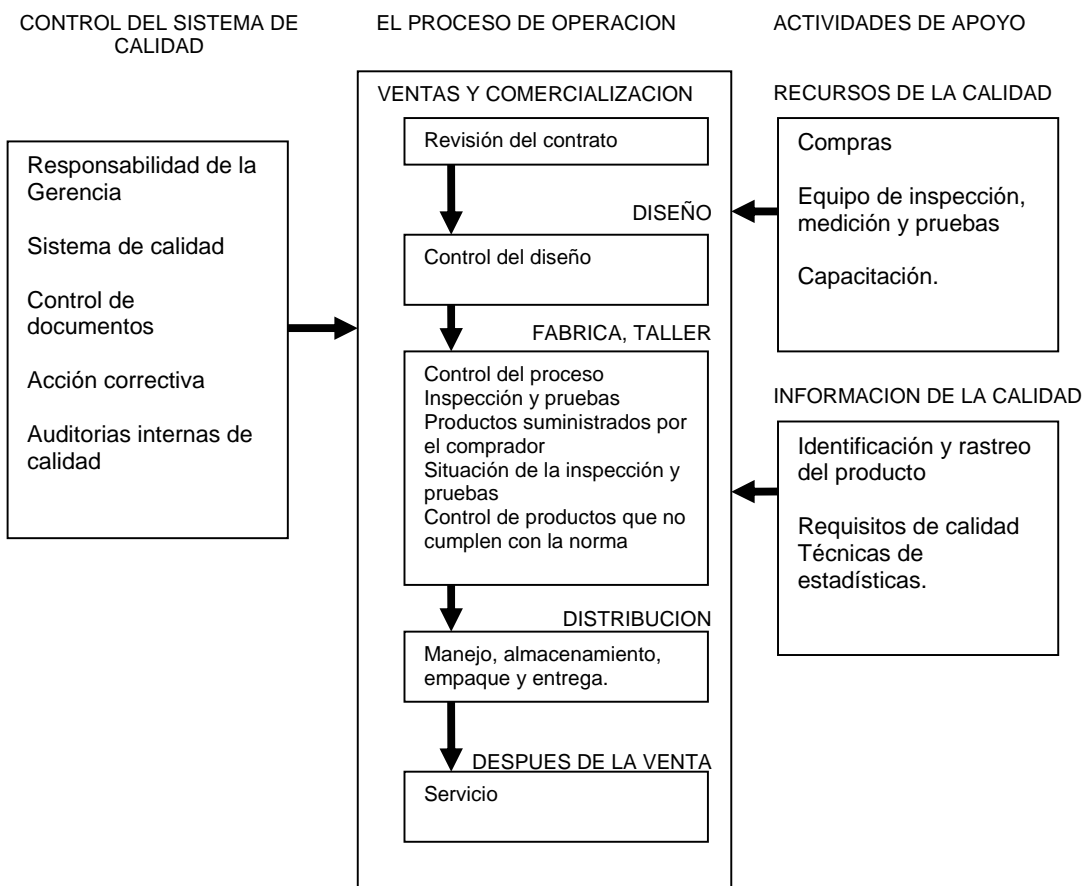 CONTROL DEL SISTEMA DE
CALIDAD
Responsabilidad de la
Gerencia
Sistema de calidad
Control de
documentos
Acción correctiva
Auditorias internas de
calidad
EL PROCESO DE OPERACION
VENTAS Y COMERCIALIZACION
Revisión del contrato
DISEÑO
Control del diseño
FABRICA, TALLER
Control del proceso
Inspección y pruebas
Productos suministrados por
el comprador
Situación de la inspección y
pruebas
Control de productos que no
cumplen con la norma
DISTRIBUCION
Manejo, almacenamiento,
empaque y entrega.
DESPUES DE LA VENTA
Servicio
ACTIVIDADES DE APOYO
RECURSOS DE LA CALIDAD
Compras
Equipo de inspección,
medición y pruebas
Capacitación.
INFORMACION DE LA CALIDAD
Identificación y rastreo
del producto
Requisitos de calidad
Técnicas de
estadísticas.